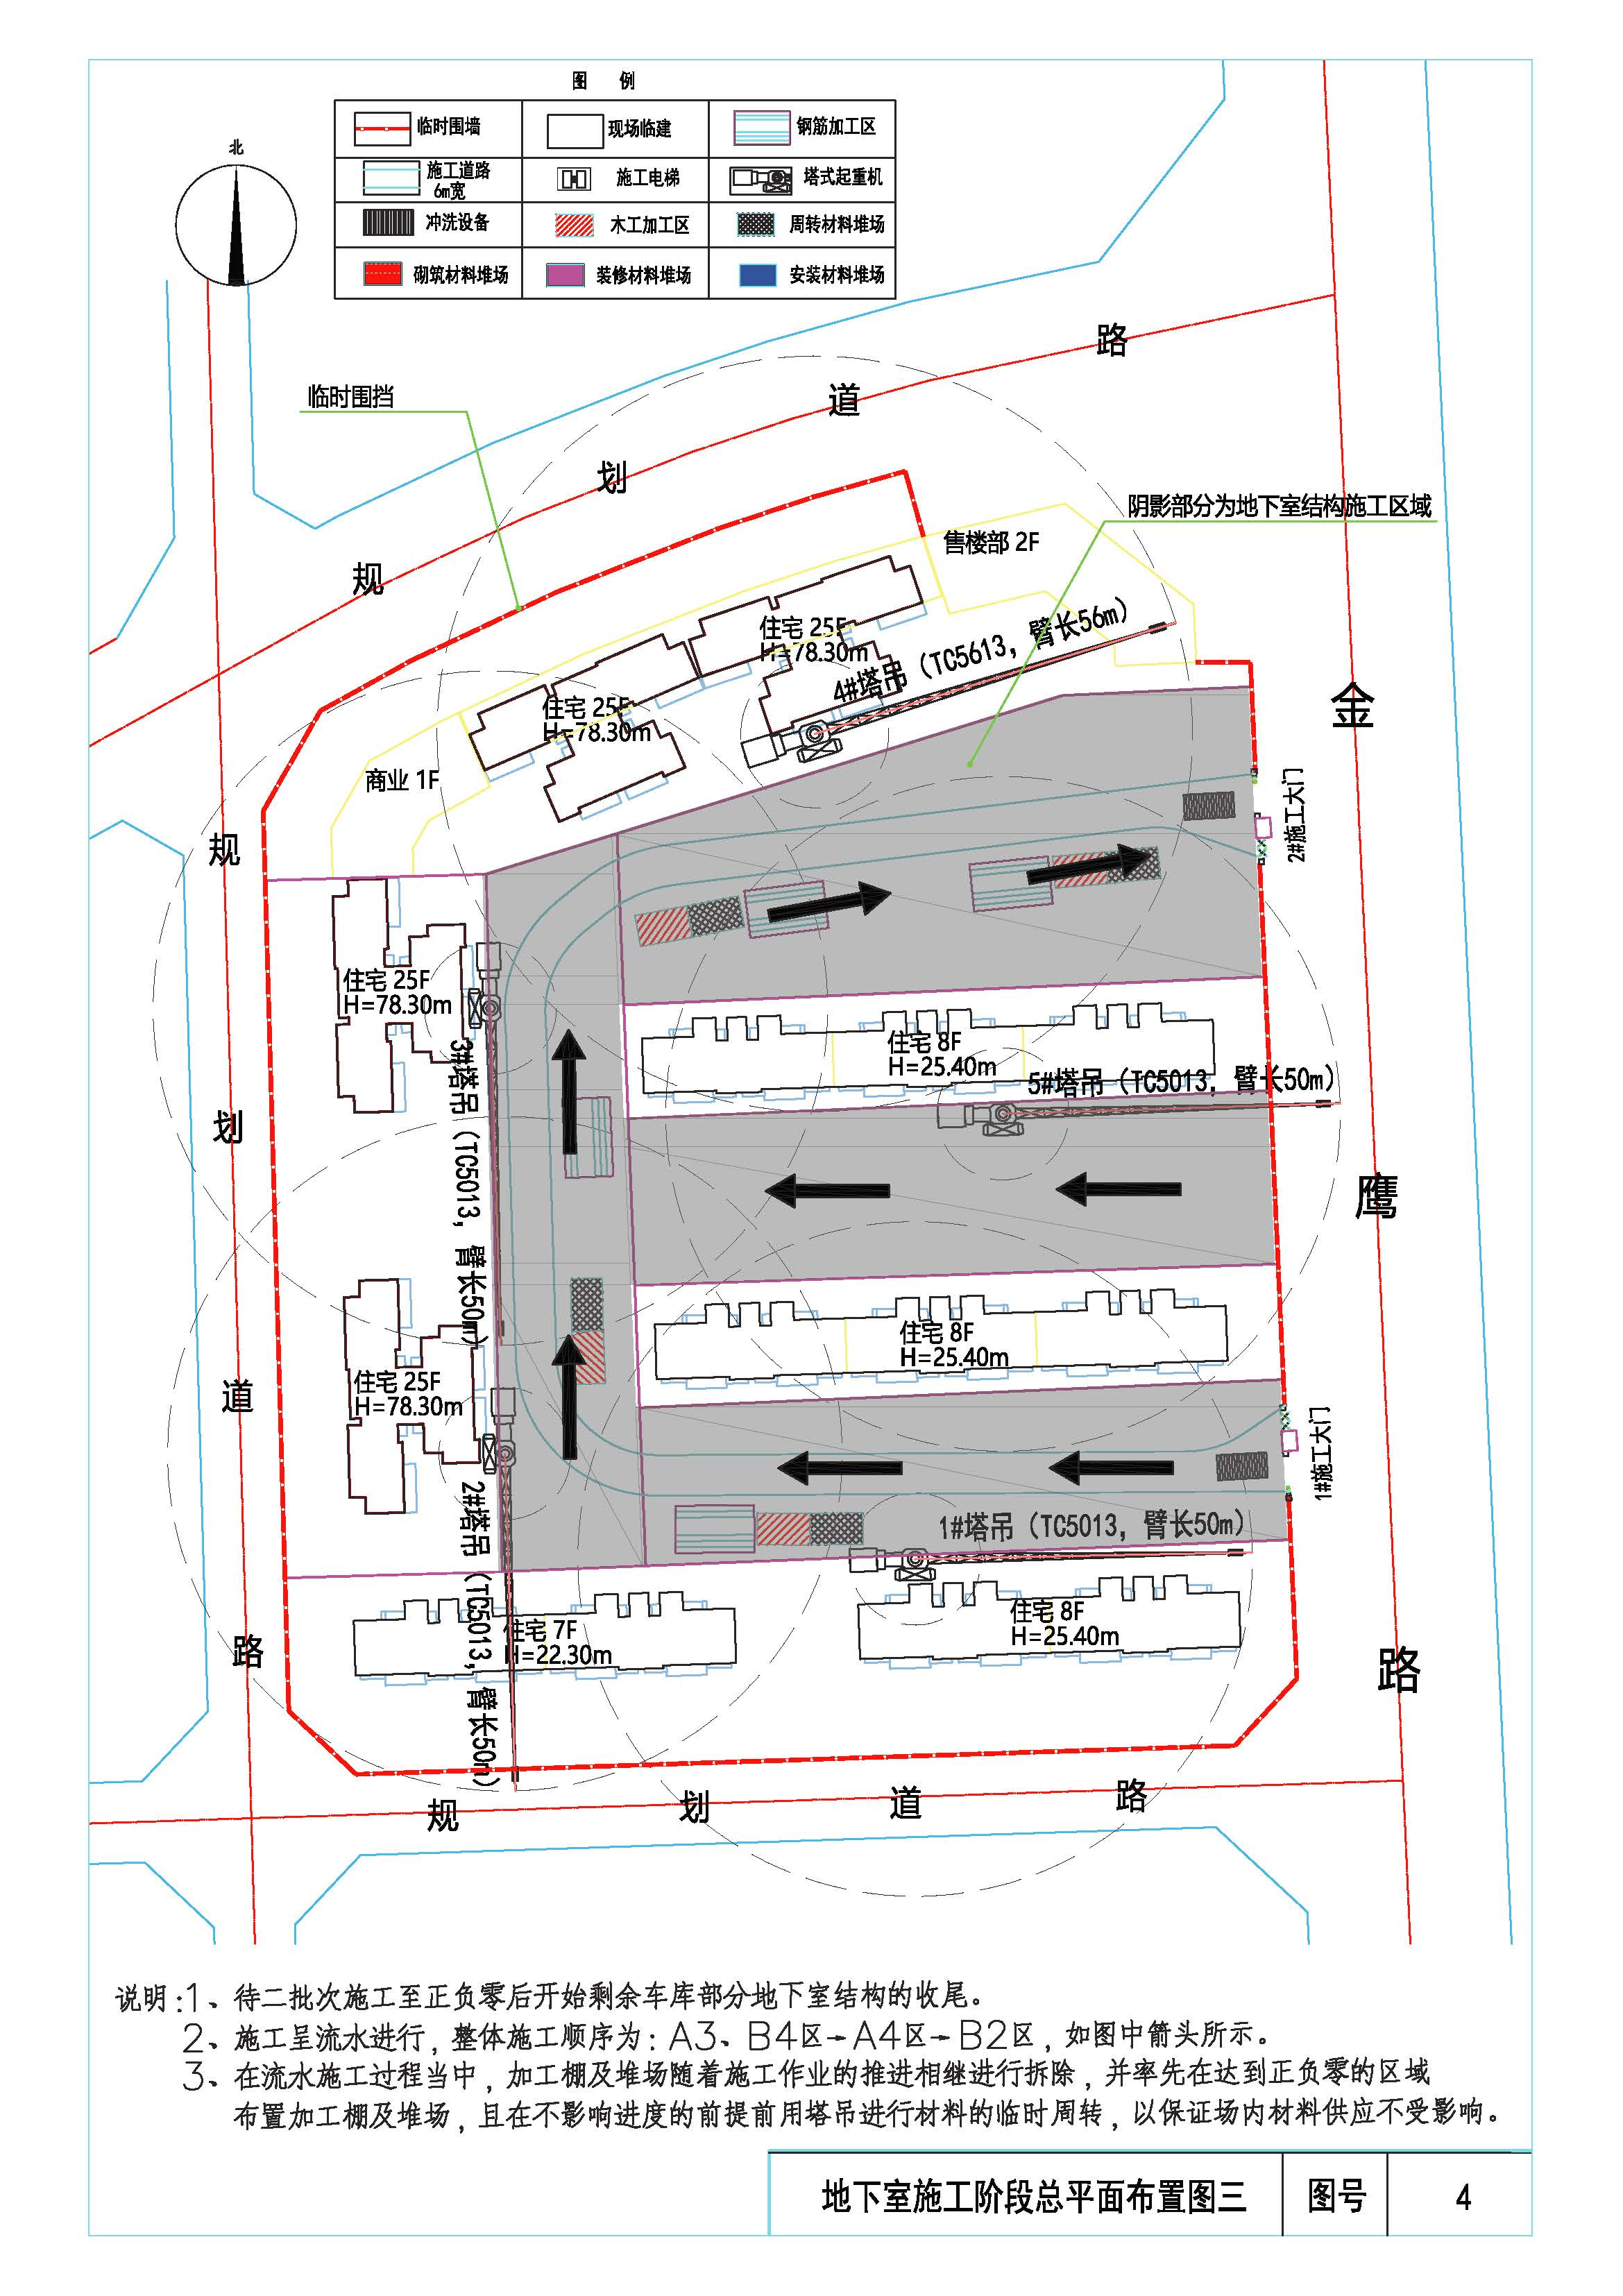 图 例
临时围墙
现场临建
钢筋加工区
施工道路
6m宽
施工电梯
塔式起重机
冲洗设备
木工加工区
周转材料堆场
砌筑材料堆场
装修材料堆场
安装材料堆场
北
规划道路
临时围挡
阴影部分为地下室结构施工区域
售楼部 2F
住宅 25F
H=78.30m
4#塔吊（TC5613，臂长56m）
住宅 25F
H=78.30m
商业 1F
金鹰路
2#施工大门
规划道路
住宅 25F
H=78.30m
3#塔吊（TC5013，臂长50m）
住宅 8F
H=25.40m
5#塔吊（TC5013，臂长50m）
住宅 8F
H=25.40m
住宅 25F
H=78.30m
1#施工大门
2#塔吊（TC5013，臂长50m）
1#塔吊（TC5013，臂长50m）
住宅 7F
H=22.30m
住宅 8F
H=25.40m
规划道路
说明:1、待二批次施工至正负零后开始剩余车库部分地下室结构的收尾。
2、施工呈流水进行，整体施工顺序为：A3、B4区→A4区→B2区，如图中箭头所示。
3、在流水施工过程当中，加工棚及堆场随着施工作业的推进相继进行拆除，并率先在达到正负零的区域
布置加工棚及堆场，且在不影响进度的前提前用塔吊进行材料的临时周转，以保证场内材料供应不受影响。
地下室施工阶段总平面布置图三
图号
4